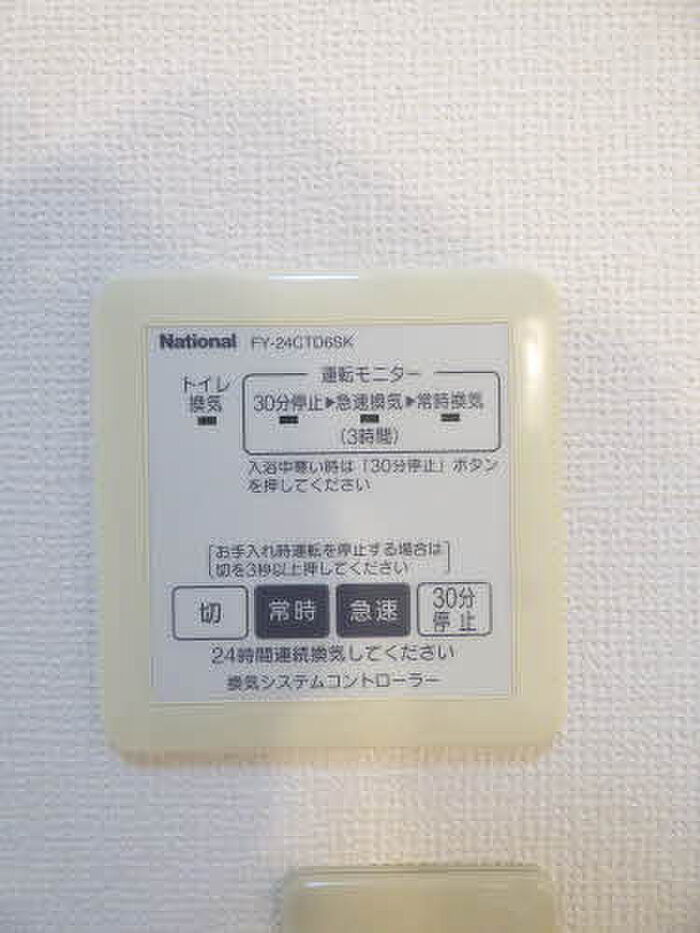 National FY-24CTD6SK
トイレ
換気
運転モニター
30分停止▶急速換気▶常時換気
(3時間)
入浴中寒い時は「30分停止」ボタン
を押してください
お手入れ時運転を停止する場合は
切を3秒以上押してください
切 常時 急速 30分
停止
24時間連続換気してください
換気システムコントローラー